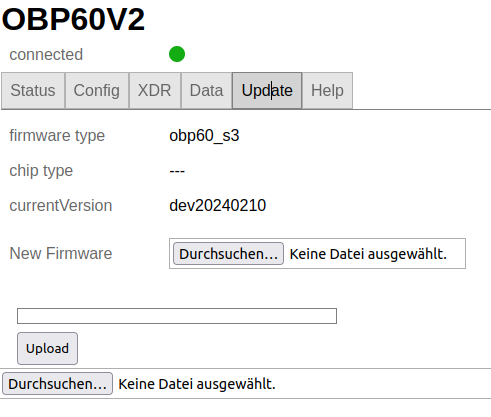 OBP60V2
connected
Status Config XDR Data Update Help
firmware type obp60_s3
chip type ---
currentVersion dev20240210
New Firmware Durchsuchen... Keine Datei ausgewählt.
Upload
Durchsuchen... Keine Datei ausgewählt.